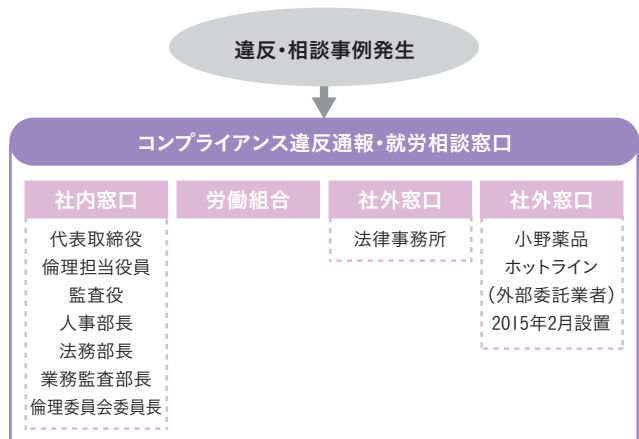 違反・相談事例発生
コンプライアンス違反通報・就労相談窓口
社内窓口
代表取締役
倫理担当役員
監査役
人事部長
法務部長
業務監査部長
倫理委員会委員長
労働組合
社外窓口
法律事務所
社外窓口
小野薬品
ホットライン
(外部委託業者)
2015年2月設置